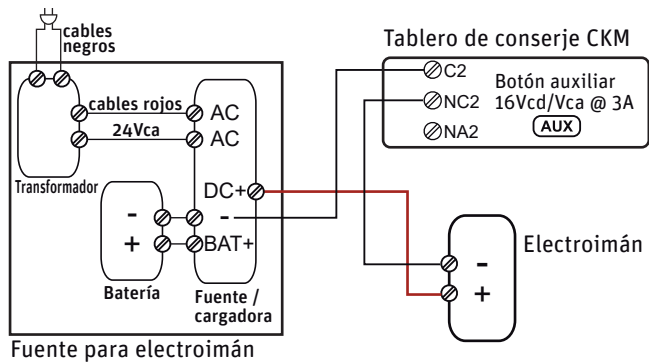 cables
negros
Tablero de conserje CKM
C2
Botón auxiliar
NC2
16Vcd/Vca @ 3A
NA2
AUX
cables rojos
AC
24Vca
AC
Transformador
DC+
-
-
+
BAT+
Batería
Fuente /
cargadora
Electroimán
-
+
Fuente para electroimán